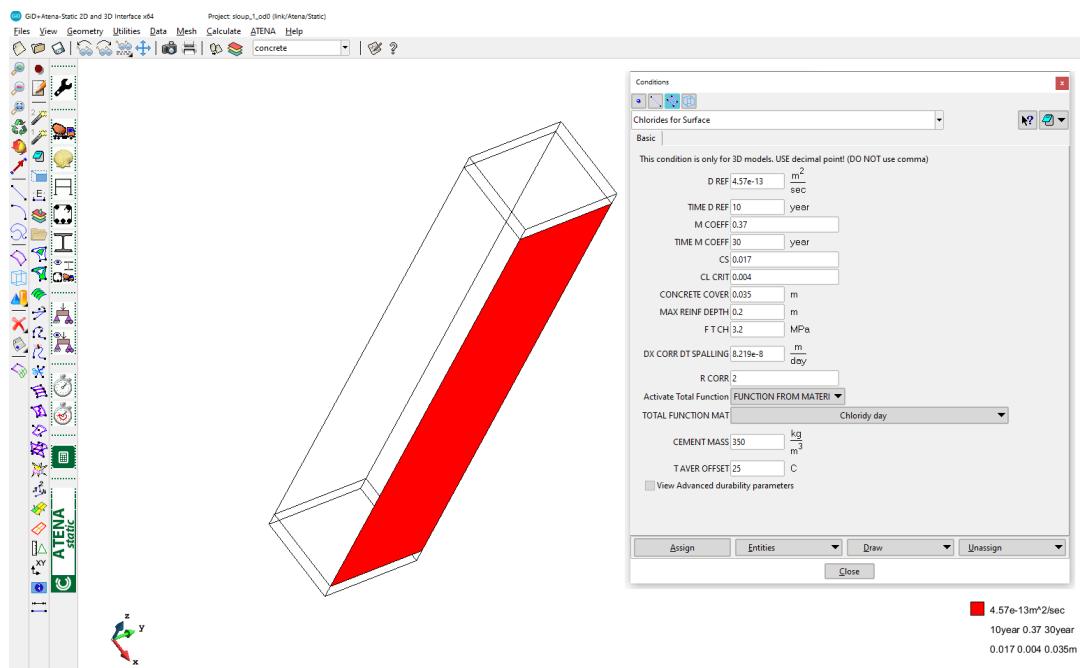 GiD+Atena-Static 2D and 3D Interface x64 Project: sloup_1_od0 (link/Atena/Static)
Files View Geometry Utilities Data Mesh Calculate ATENA Help
concrete
Conditions
x
Chlorides for Surface
Basic
This condition is only for 3D models. USE decimal point! (DO NOT use comma)
D REF 4.57e-13 m2/sec
TIME D REF 10 year
M COEFF 0.37
TIME M COEFF 30 year
CS 0.017
CL CRIT 0.004
CONCRETE COVER 0.035 m
MAX REINF DEPTH 0.2 m
F T CH 3.2 MPa
DX CORR DT SPALLING 8.219e-8 m/day
R CORR 2
Activate Total Function FUNCTION FROM MATERI
TOTAL FUNCTION MAT Chloridy day
CEMENT MASS 350 kg/m3
T AVER OFFSET 25 C
View Advanced durability parameters
Assign Entities Draw Unassign
Close
ATENA
static
z
y
x
4.57e-13m^2/sec
10year 0.37 30year
0.017 0.004 0.035m